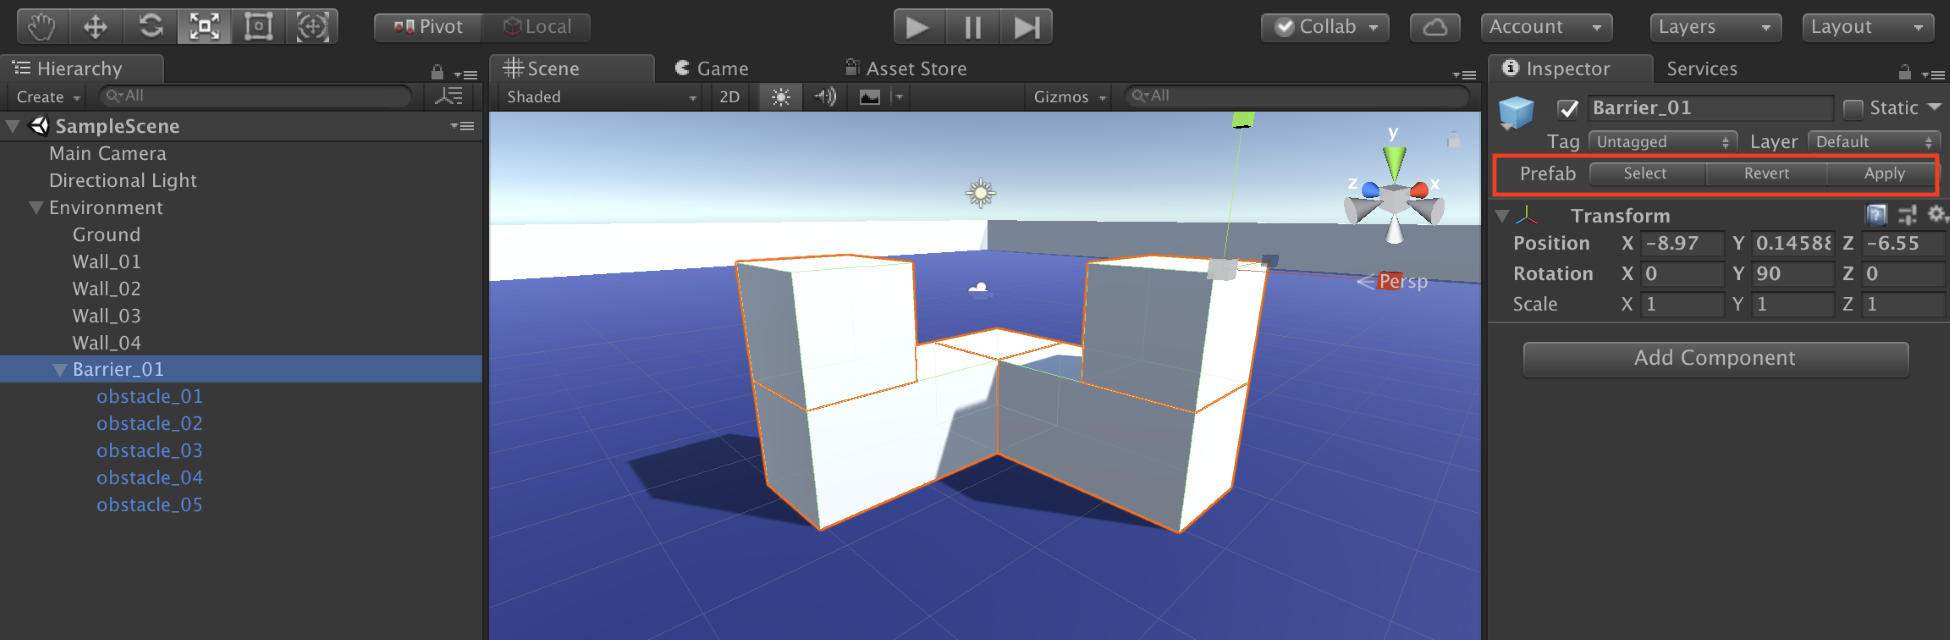 Pivot Local Collab Account Layers Layout
Hierarchy Scene Game Asset Store Inspector Services
Create All Shaded 2D Gizmos All
SampleScene
Main Camera
Directional Light
Environment
Ground
Wall_01
Wall_02
Wall_03
Wall_04
Barrier_01
obstacle_01
obstacle_02
obstacle_03
obstacle_04
obstacle_05
y
z x
Persp
Barrier_01 Static
Tag Untagged Layer Default
Prefab Select Revert Apply
Transform
Position X -8.97 Y 0.14588 Z -6.55
Rotation X 0 Y 90 Z 0
Scale X 1 Y 1 Z 1
Add Component